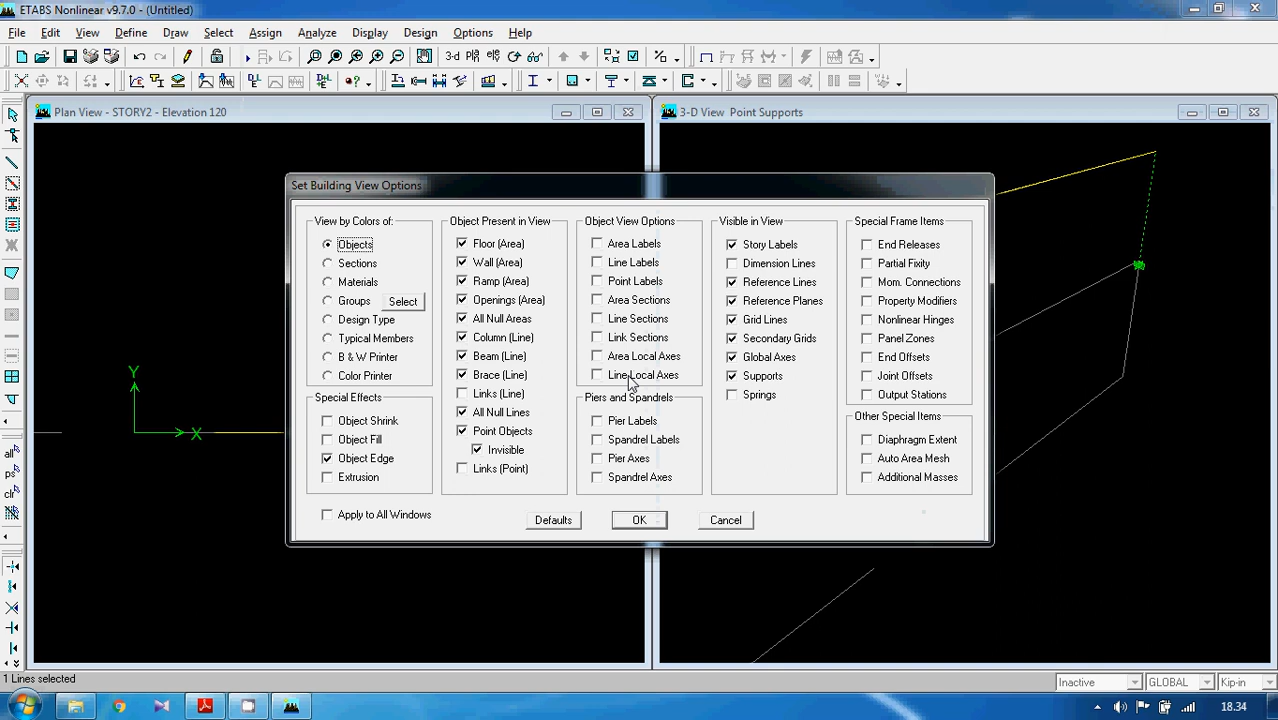 ETABS Nonlinear v9.7.0 - (Untitled)
File Edit View Define Draw Select Assign Analyze Display Design Options Help
3-d
Plan View - STORY2 - Elevation 120
3-D View Point Supports
Set Building View Options
View by Colors of:
Objects
Sections
Materials
Groups
Select
Design Type
Typical Members
B & W Printer
Color Printer
Special Effects
Object Shrink
Object Fill
Object Edge
Extrusion
Apply to All Windows
Object Present in View
Floor (Area)
Wall (Area)
Ramp (Area)
Openings (Area)
All Null Areas
Column (Line)
Beam (Line)
Brace (Line)
Links (Line)
All Null Lines
Point Objects
Invisible
Links (Point)
Object View Options
Area Labels
Line Labels
Point Labels
Area Sections
Line Sections
Link Sections
Area Local Axes
Line Local Axes
Piers and Spandrels
Pier Labels
Spandrel Labels
Pier Axes
Spandrel Axes
Visible in View
Story Labels
Dimension Lines
Reference Lines
Reference Planes
Grid Lines
Secondary Grids
Global Axes
Supports
Springs
Special Frame Items
End Releases
Partial Fixity
Mom. Connections
Property Modifiers
Nonlinear Hinges
Panel Zones
End Offsets
Joint Offsets
Output Stations
Other Special Items
Diaphragm Extent
Auto Area Mesh
Additional Masses
Defaults
OK
Cancel
Y
X
all
ps
clr
1 Lines selected
Inactive
GLOBAL
Kip-in
18.34